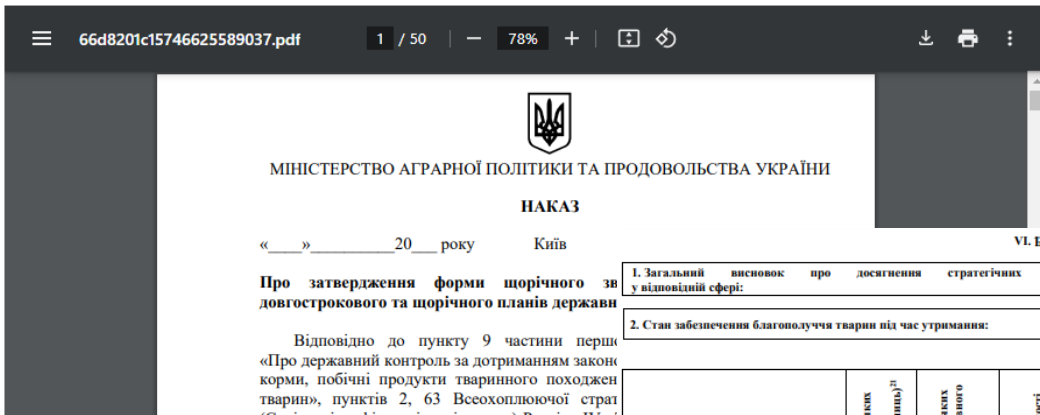 66d8201c15746625589037.pdf 1 / 50 78%
МІНІСТЕРСТВО АГРАРНОЇ ПОЛІТИКИ ТА ПРОДОВОЛЬСТВА УКРАЇНИ
НАКАЗ
«____»__________20___ року Київ
Про затвердження форми щорічного зв
довгострокового та щорічного планів державн
Відповідно до пункту 9 частини перш
«Про державний контроль за дотриманням закон
корми, побічні продукти тваринного походжен
тварин», пунктів 2, 63 Всеохоплюючої страт
VI.
1. Загальний висновок про досягнення стратегічних
у відповідній сфері:
2. Стан забезпечення благополуччя тварин під час утримання: